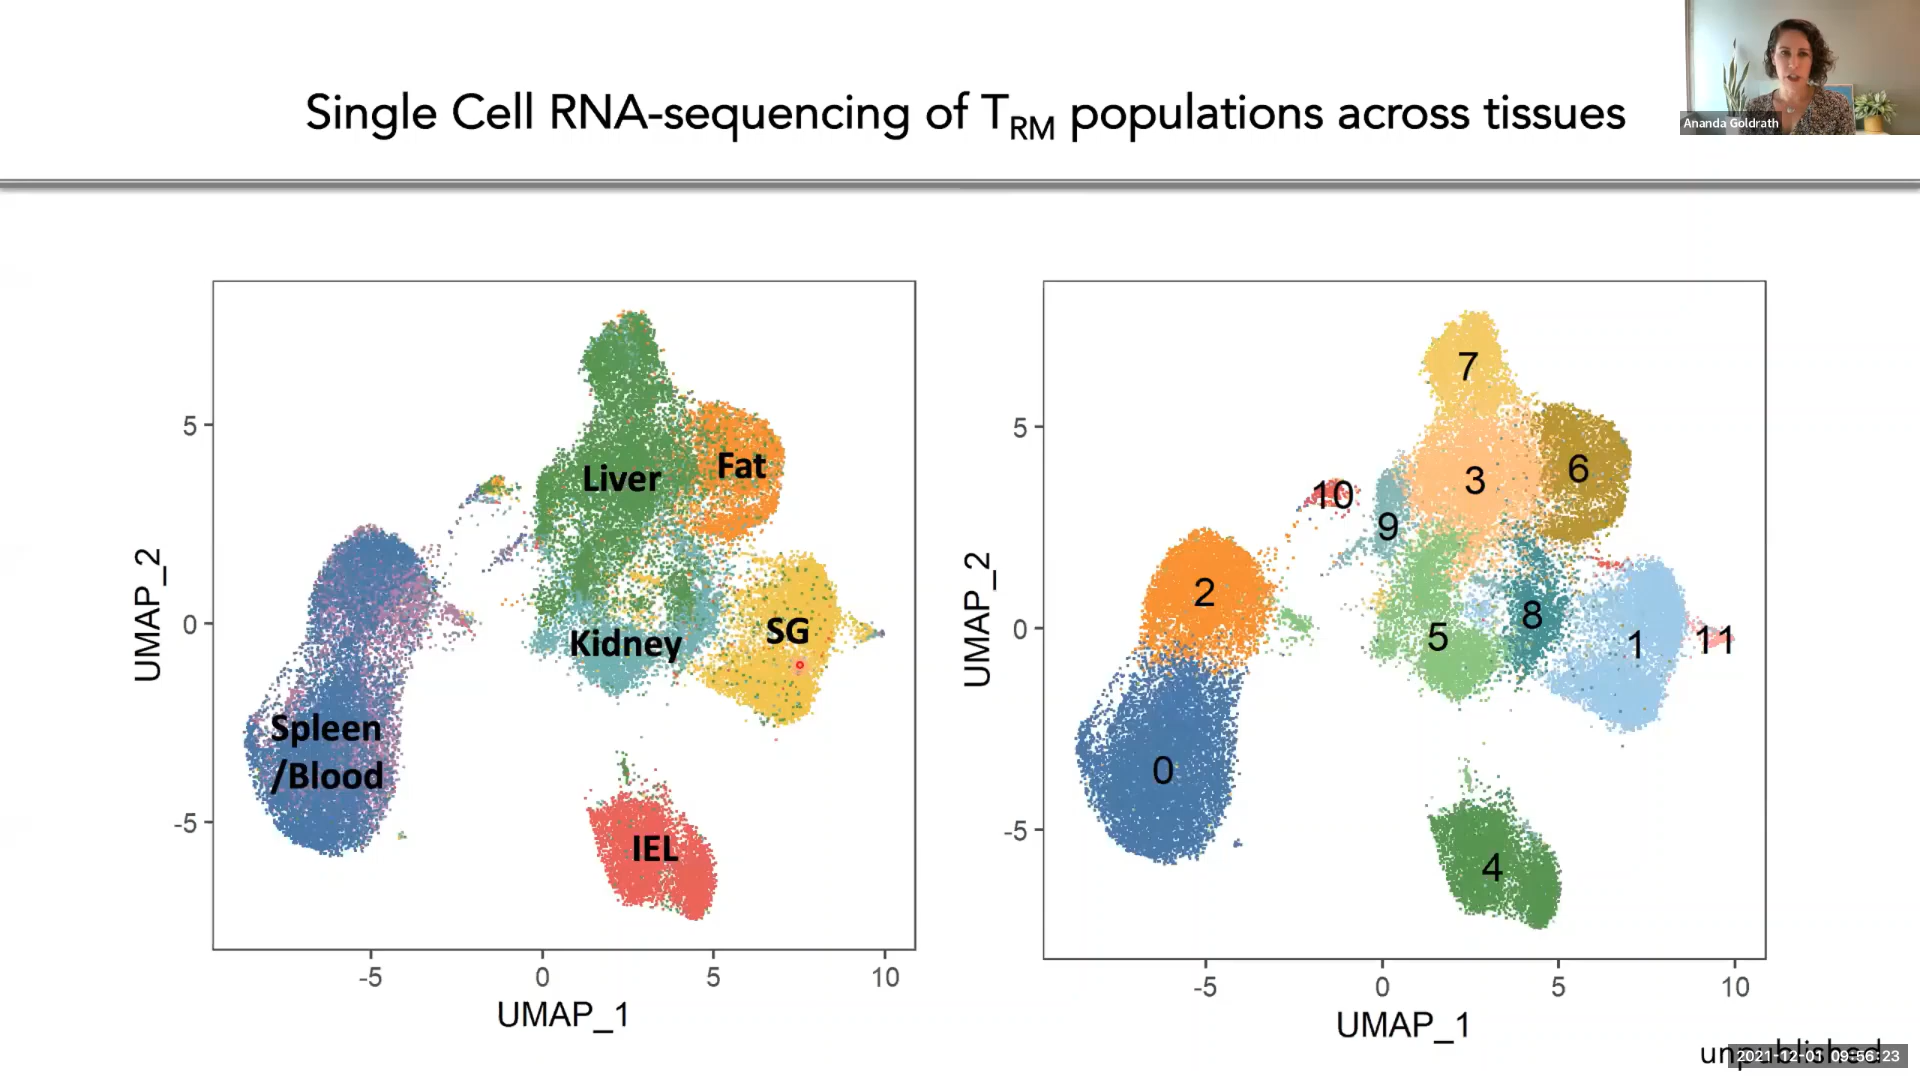 Single Cell RNA-sequencing of TRM populations across tissues
Ananda Goldrath
UMAP_2
5
0
-5
-5
0
5
10
UMAP_1
Liver
Fat
Kidney
SG
Spleen
/Blood
IEL
UMAP_2
5
0
-5
-5
0
5
10
UMAP_1
7
3
6
10
9
2
8
5
1
11
0
4
unpublished
2021-12-01 09:56:23